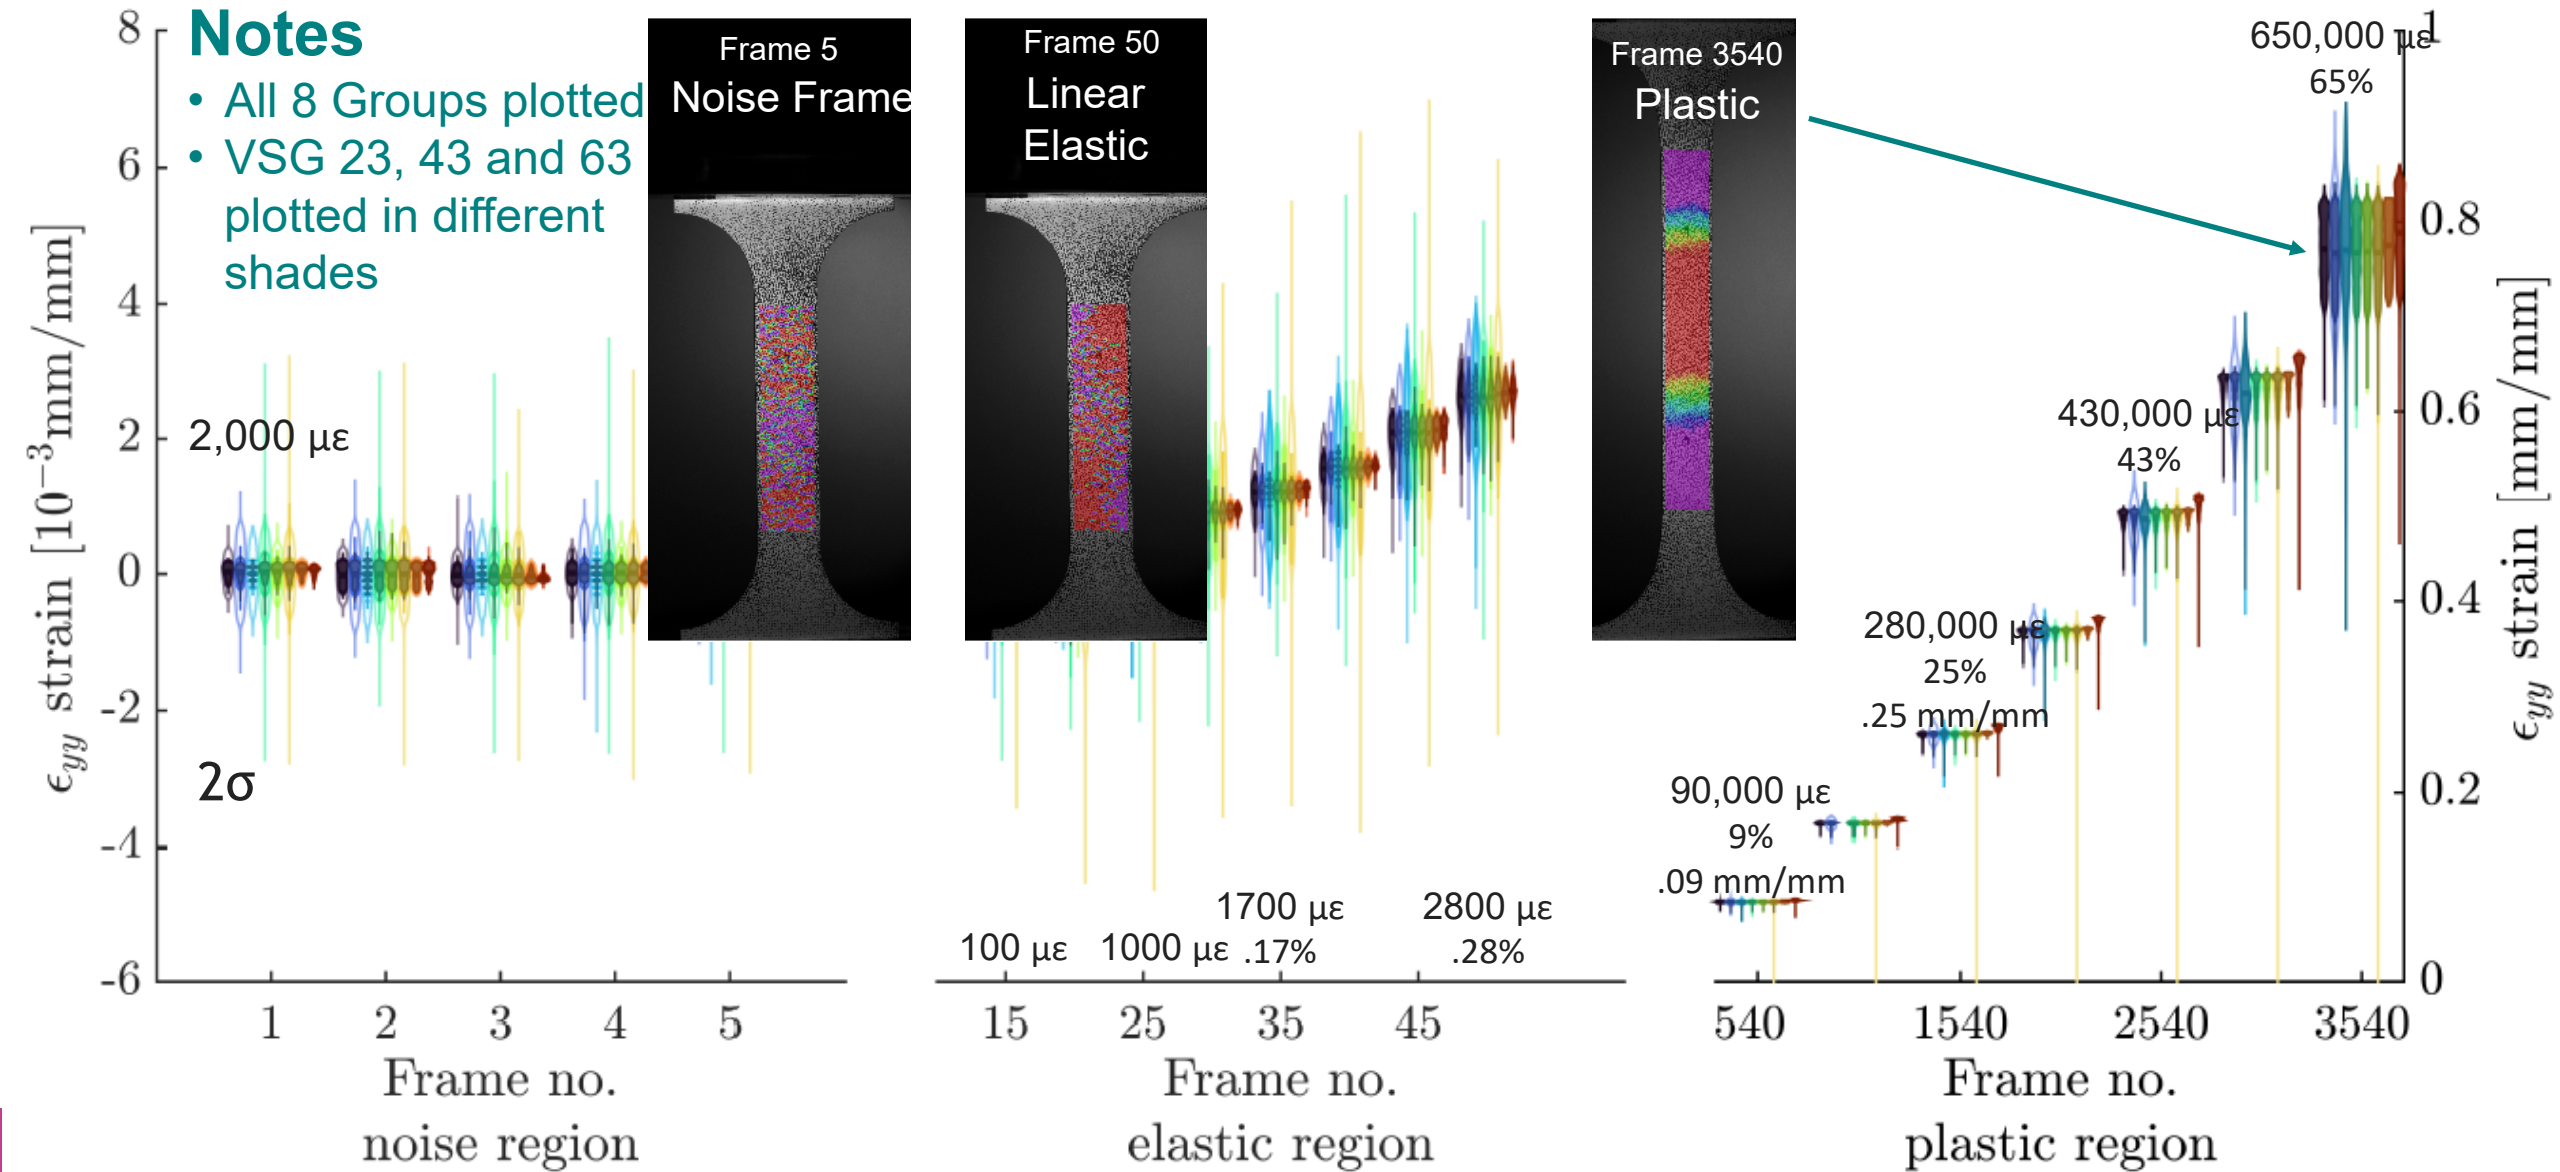 Notes
• All 8 Groups plotted
• VSG 23, 43 and 63
plotted in different
shades
Frame 5
Noise Frame
Frame 50
Linear
Elastic
Frame 3540
Plastic
650,000 µε
65%
430,000 µε
43%
280,000 µε
25%
.25 mm/mm
90,000 µε
9%
.09 mm/mm
2,000 µε
2σ
100 µε
1000 µε
1700 µε
.17%
2800 µε
.28%
8
6
4
2
0
-2
-4
-6
ϵyy strain [10⁻³mm/mm]
1
0.8
0.6
0.4
0.2
0
ϵyy strain [mm/mm]
1 2 3 4 5
Frame no.
noise region
15 25 35 45
Frame no.
elastic region
540 1540 2540 3540
Frame no.
plastic region